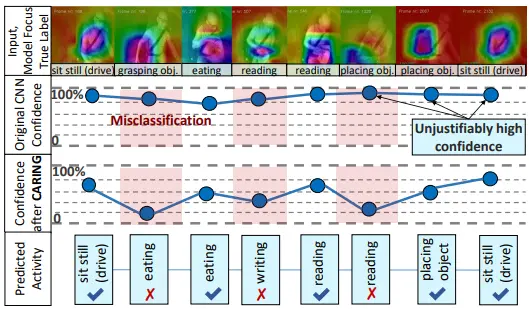 Input,
Model Focus
True Label
sit still (drive) grasping obj. eating reading reading placing obj. placing obj. sit still (drive)
Original CNN
Confidence
100%
0
Misclassification
Unjustifiably high
confidence
Confidence
after CARING
100%
0
Predicted
Activity
sit still
(drive)
eating
eating
writing
reading
reading
placing
object
sit still
(drive)